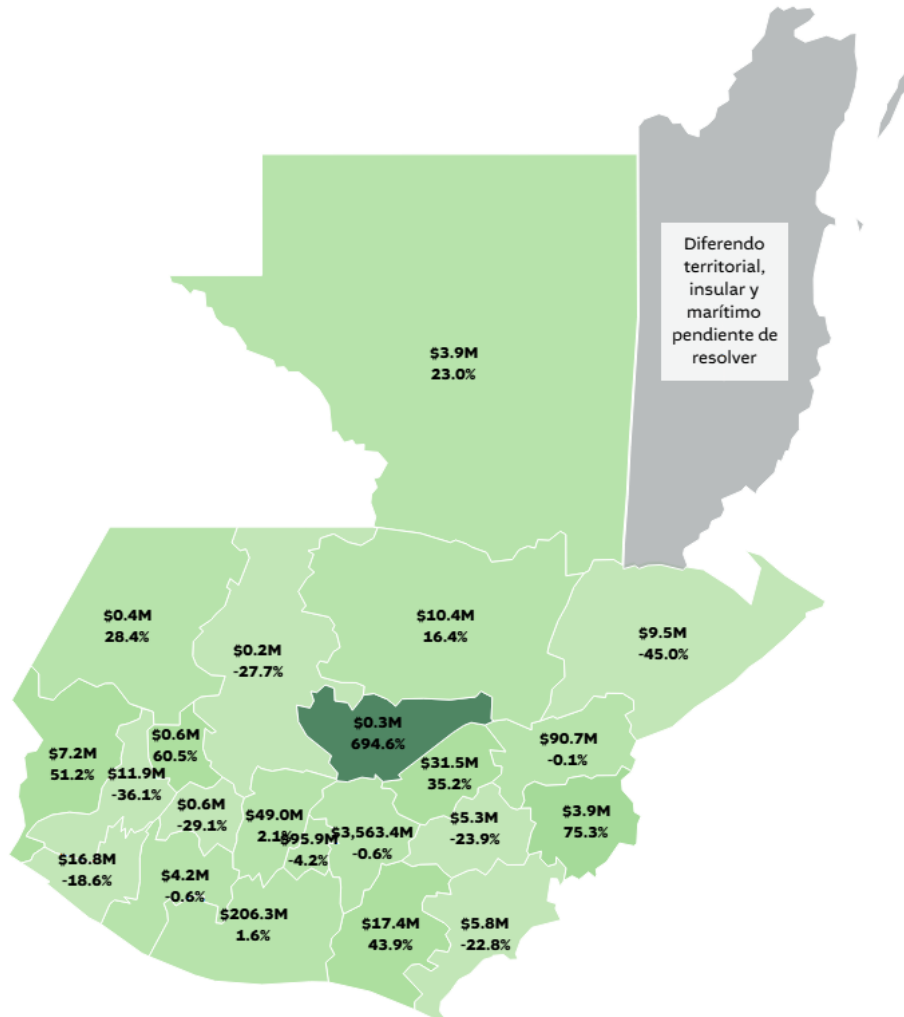 Diferendo
territorial,
insular y
marítimo
pendiente de
resolver
$3.9M
23.0%
$0.4M
28.4%
$10.4M
16.4%
$9.5M
-45.0%
$0.2M
-27.7%
$0.3M
694.6%
$0.6M
60.5%
$90.7M
-0.1%
$7.2M
51.2%
$31.5M
35.2%
$11.9M
-36.1%
$0.6M
-29.1%
$49.0M
2.1%
$95.9M
-4.2%
$3,563.4M
-0.6%
$5.3M
-23.9%
$3.9M
75.3%
$16.8M
-18.6%
$4.2M
-0.6%
$206.3M
1.6%
$17.4M
43.9%
$5.8M
-22.8%